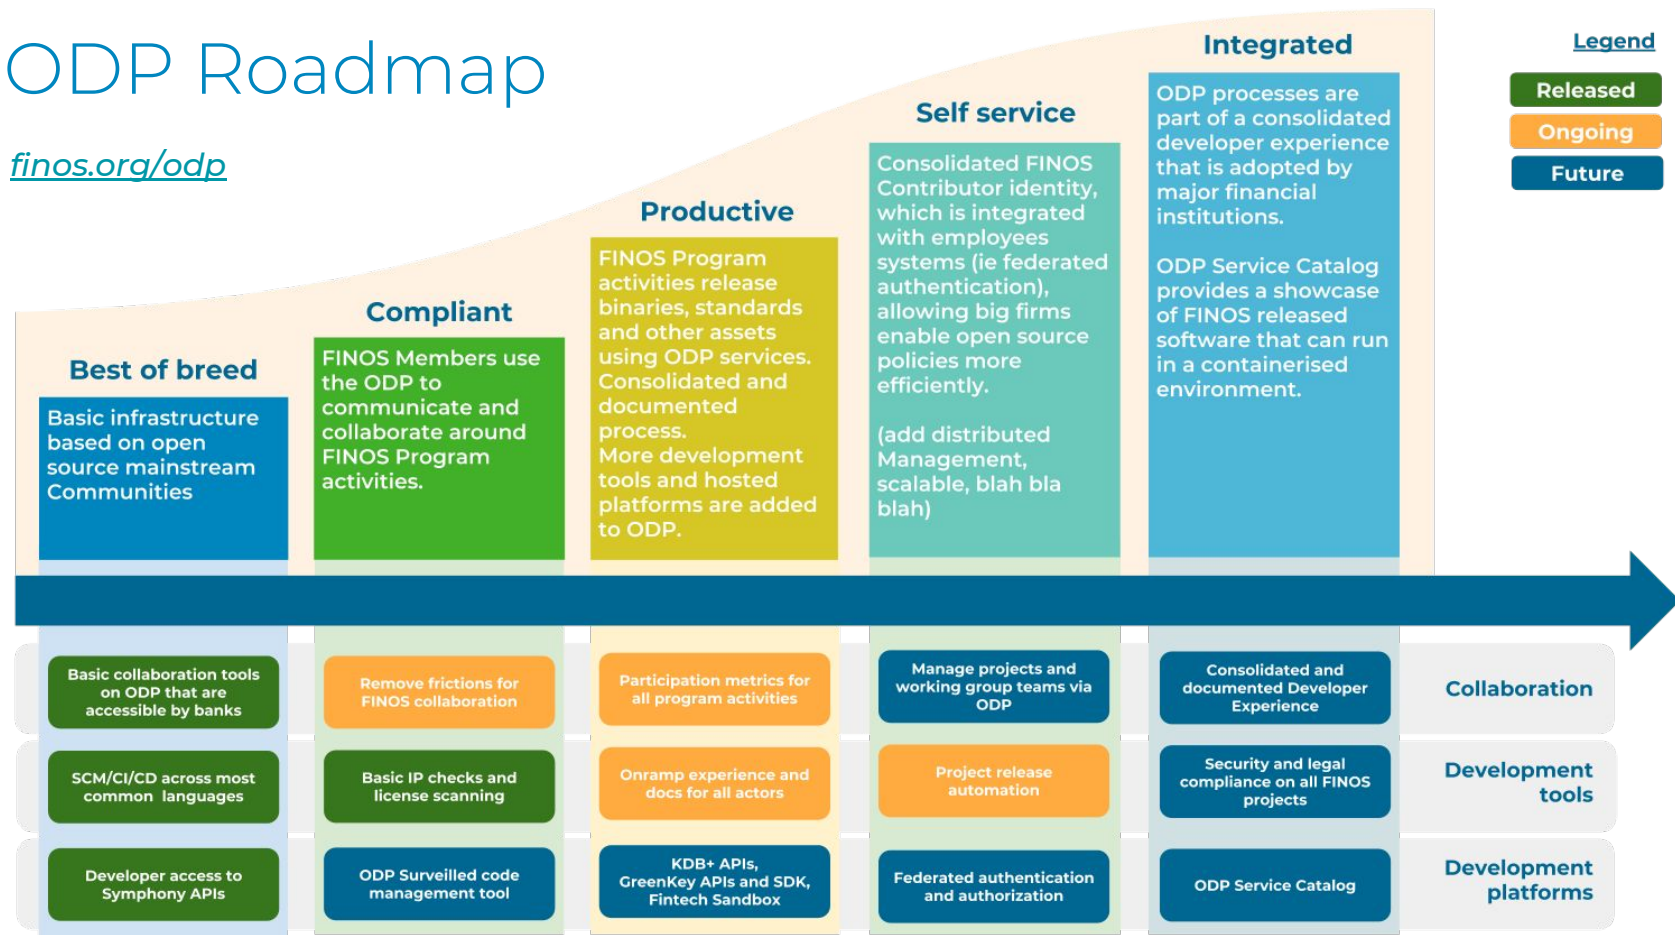 ODP Roadmap
finos.org/odp
Legend
Released
Ongoing
Future
Best of breed
Basic infrastructure
based on open
source mainstream
Communities
Compliant
FINOS Members use
the ODP to
communicate and
collaborate around
FINOS Program
activities.
Productive
FINOS Program
activities release
binaries, standards
and other assets
using ODP services.
Consolidated and
documented
process.
More development
tools and hosted
platforms are added
to ODP.
Self service
Consolidated FINOS
Contributor identity,
which is integrated
with employees
systems (ie federated
authentication),
allowing big firms
enable open source
policies more
efficiently.
(add distributed
Management,
scalable, blah bla
blah)
Integrated
ODP processes are
part of a consolidated
developer experience
that is adopted by
major financial
institutions.
ODP Service Catalog
provides a showcase
of FINOS released
software that can run
in a containerised
environment.
Basic collaboration tools
on ODP that are
accessible by banks
Remove frictions for
FINOS collaboration
Participation metrics for
all program activities
Manage projects and
working group teams via
ODP
Consolidated and
documented Developer
Experience
Collaboration
SCM/CI/CD across most
common languages
Basic IP checks and
license scanning
Onramp experience and
docs for all actors
Project release
automation
Security and legal
compliance on all FINOS
projects
Development
tools
Developer access to
Symphony APIs
ODP Surveilled code
management tool
KDB+ APIs,
GreenKey APIs and SDK,
Fintech Sandbox
Federated authentication
and authorization
ODP Service Catalog
Development
platforms